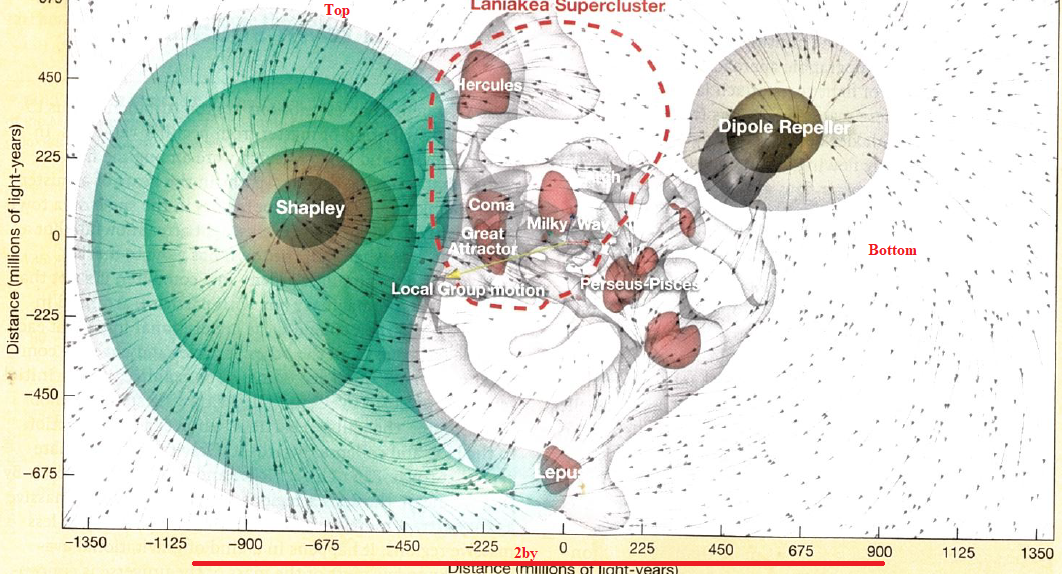 Top
Laniakea Supercluster
675
Hercules
450
Dipole Repeller
225
Shapley
Coma
Milky Way
Great
Attractor
0
Bottom
Local Group motion
Perseus-Pisces
-225
-450
-675
Lepus
Distance (millions of light-years)
-1350 -1125 -900 -675 -450 -225 0 225 450 675 900 1125 1350
2by
Distance (millions of light-years)